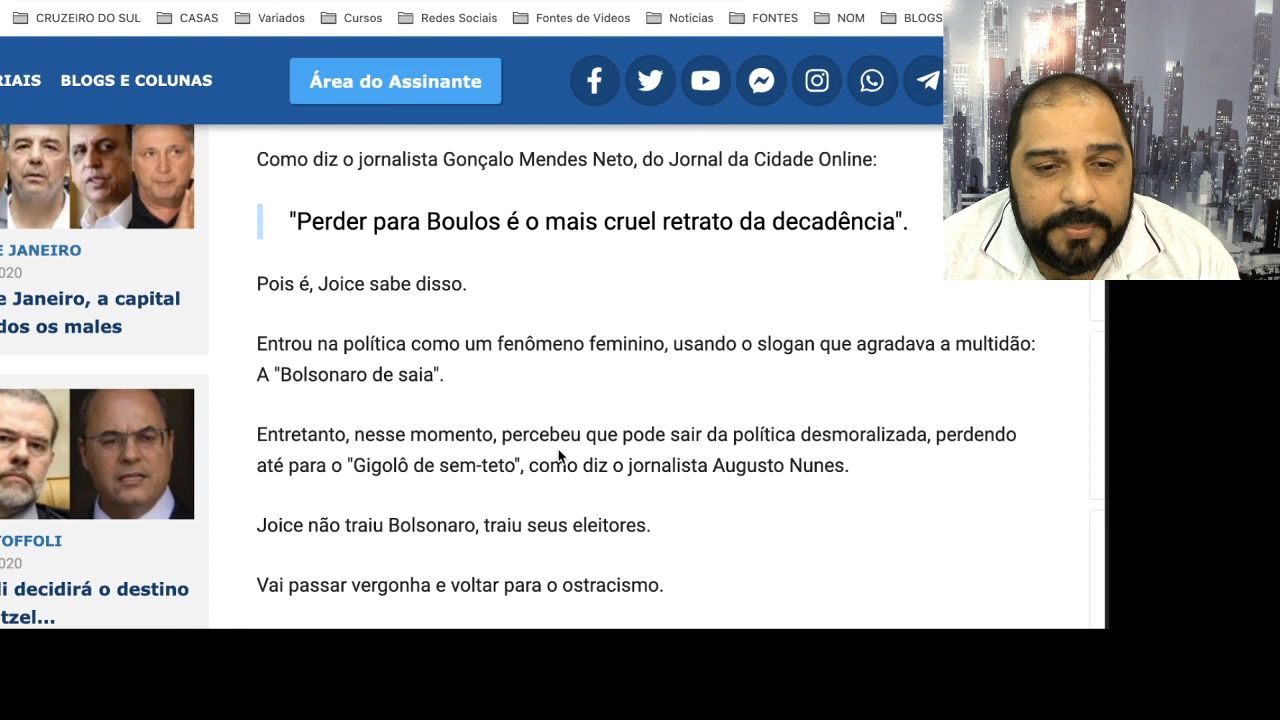 CRUZEIRO DO SUL CASAS Variados Cursos Redes Sociais Fontes de Videos Noticias FONTES NOM BLOGS
RIAIS BLOGS E COLUNAS Área do Assinante
Como diz o jornalista Gonçalo Mendes Neto, do Jornal da Cidade Online:
"Perder para Boulos é o mais cruel retrato da decadência".
Pois é, Joice sabe disso.
Entrou na política como um fenômeno feminino, usando o slogan que agradava a multidão:
A "Bolsonaro de saia".
Entretanto, nesse momento, percebeu que pode sair da política desmoralizada, perdendo
até para o "Gigolô de sem-teto", como diz o jornalista Augusto Nunes.
Joice não traiu Bolsonaro, traiu seus eleitores.
Vai passar vergonha e voltar para o ostracismo.
E JANEIRO
020
e Janeiro, a capital
dos os males
TOFFOLI
020
li decidirá o destino
tzel...